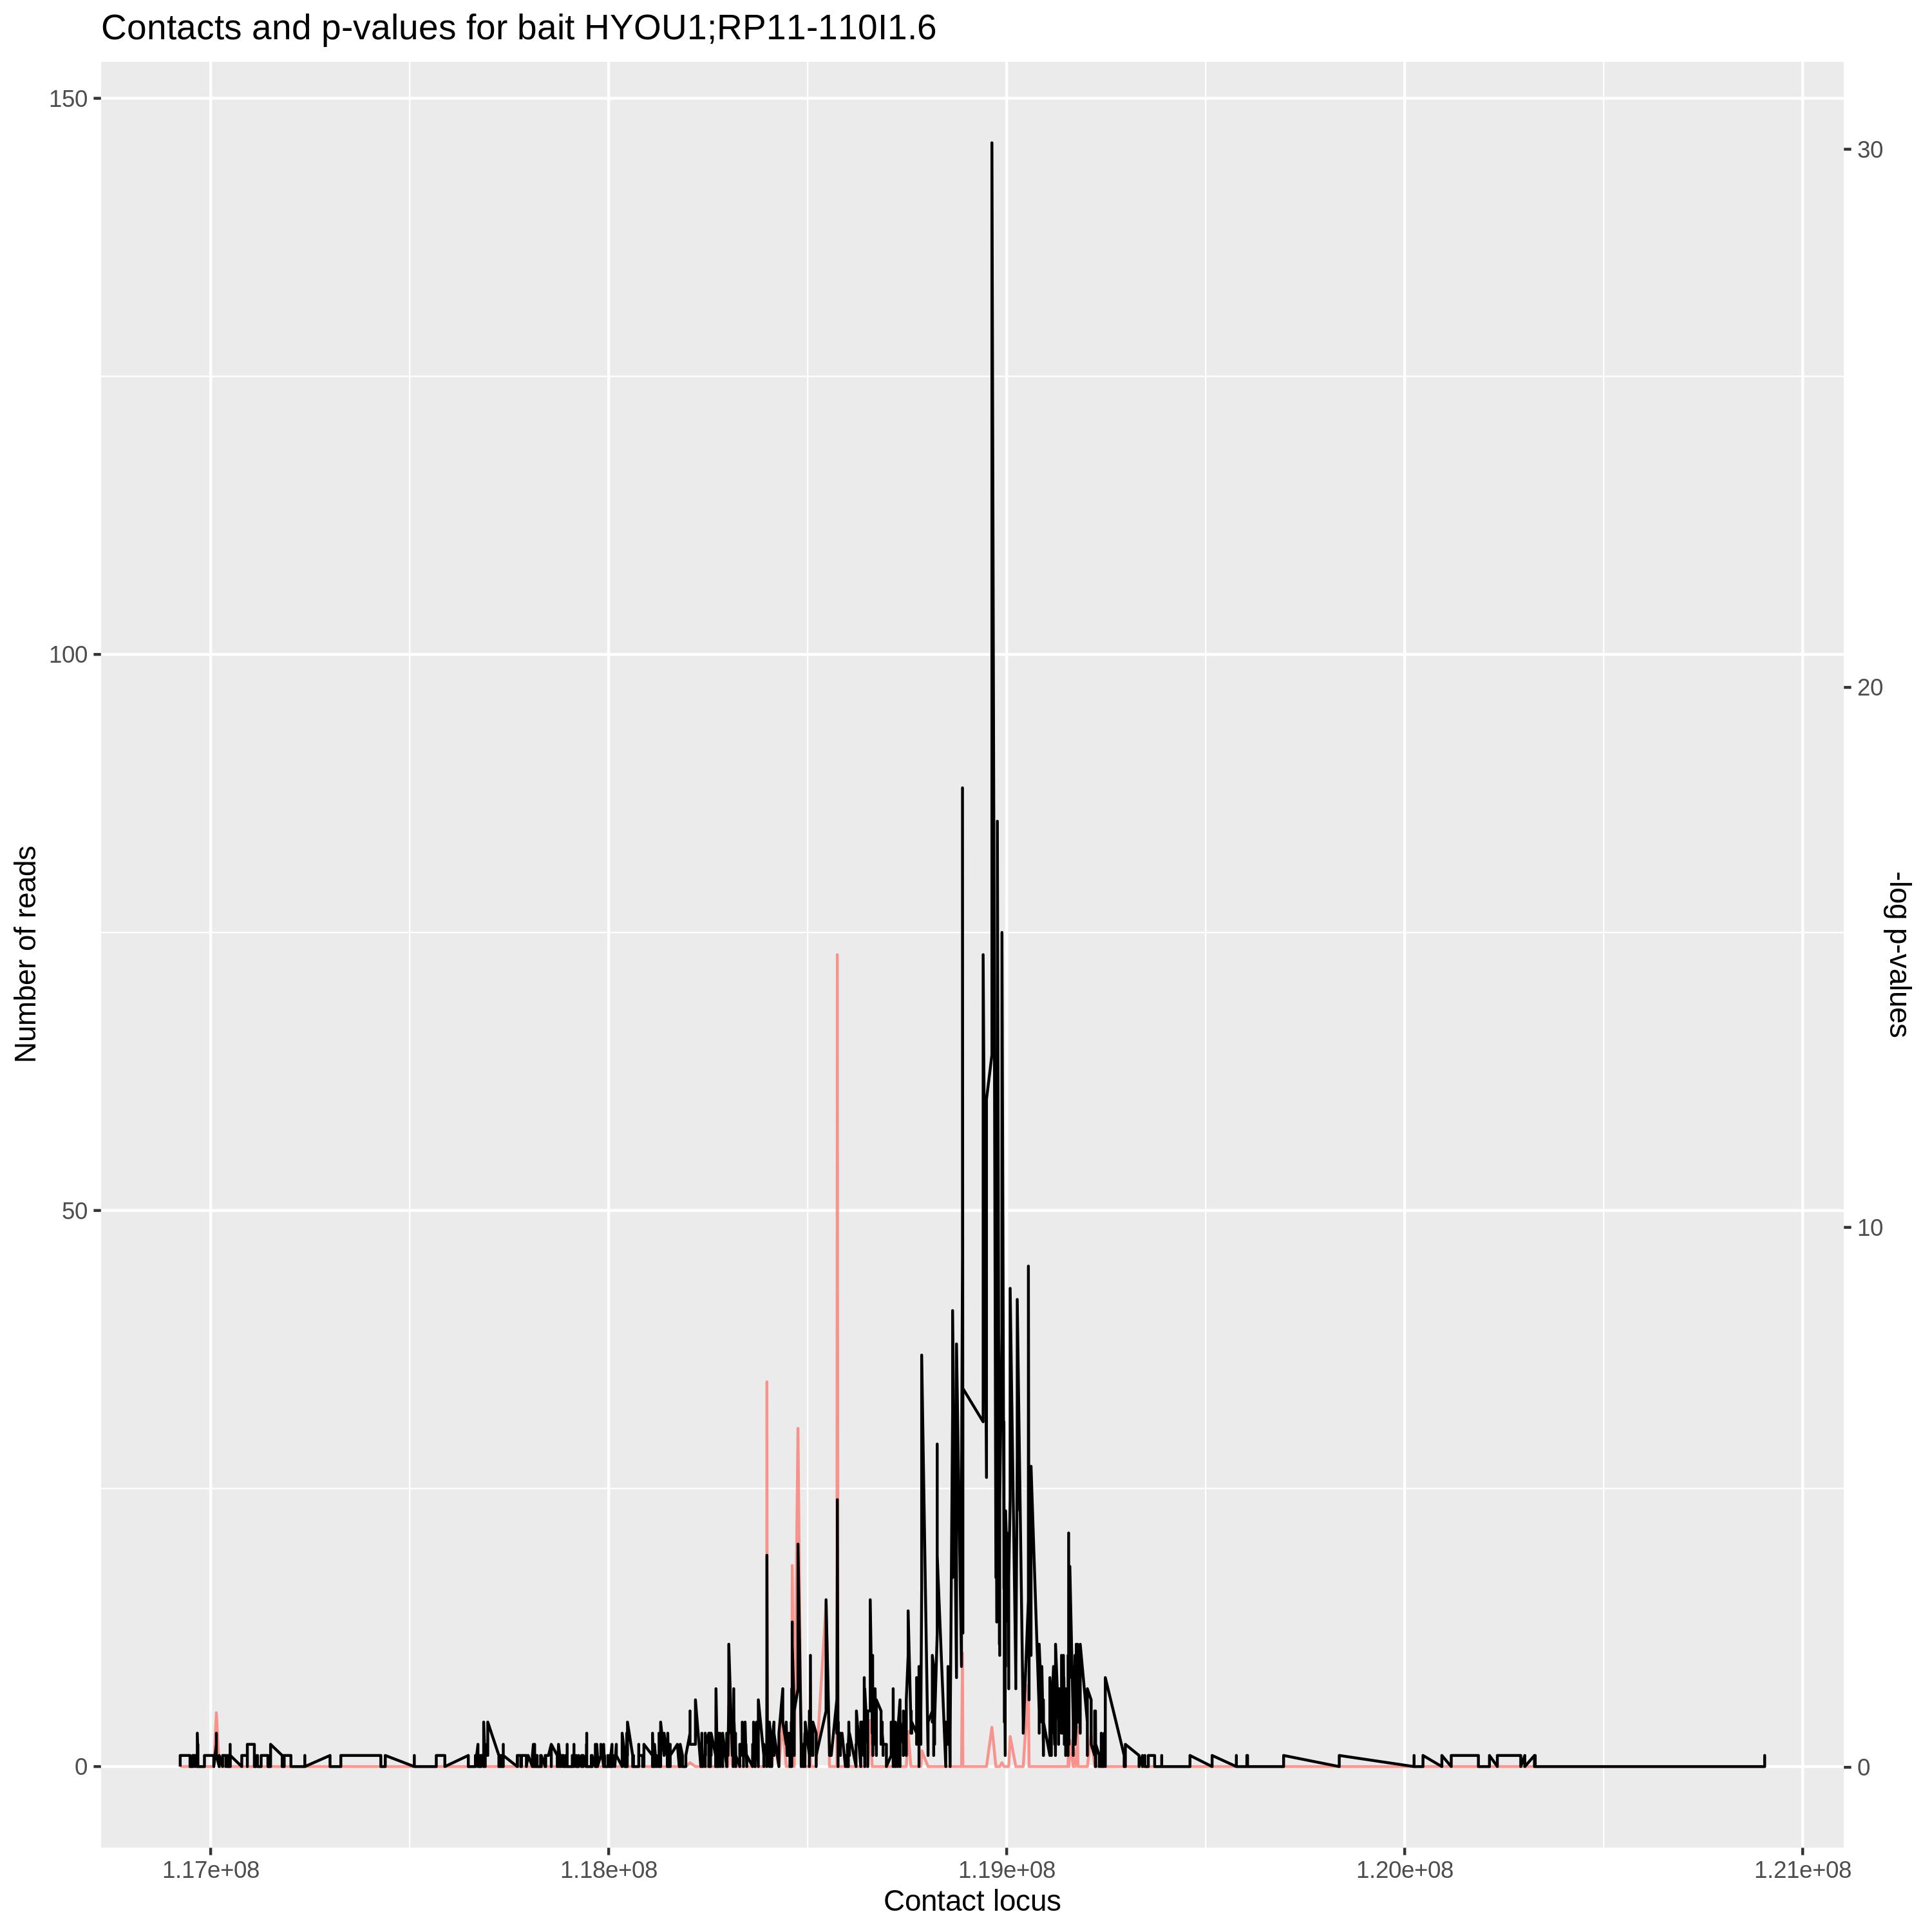 Contacts and p-values for bait HYOU1;RP11-110I1.6
150
100
50
0
Number of reads
30
20
10
0
-log p-values
1.17e+08
1.18e+08
1.19e+08
1.20e+08
1.21e+08
Contact locus